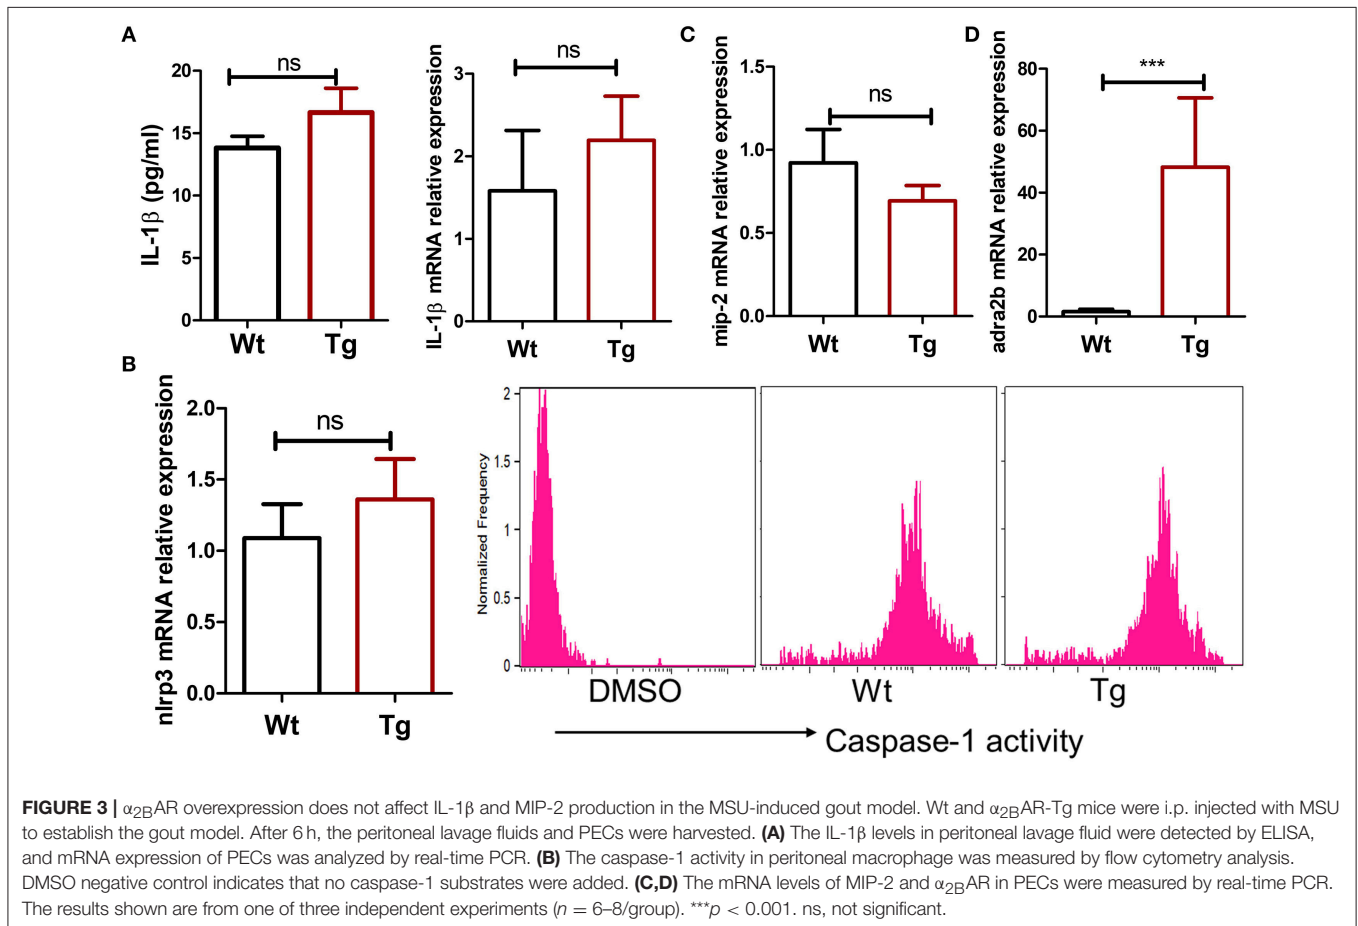 A
ns
IL-1β (pg/ml)
20
15
10
5
0
Wt Tg
ns
IL-1β mRNA relative expression
3
2
1
0
Wt Tg
C
ns
mip-2 mRNA relative expression
1.5
1.0
0.5
0.0
Wt Tg
D
***
adra2b mRNA relative expression
80
60
40
20
0
Wt Tg
B
ns
nlrp3 mRNA relative expression
2.0
1.5
1.0
0.5
0.0
Wt Tg
Normalized Frequency
2
1.5
1
0.5
0
DMSO Wt Tg
Caspase-1 activity
FIGURE 3 | α2BAR overexpression does not affect IL-1β and MIP-2 production in the MSU-induced gout model. Wt and α2BAR-Tg mice were i.p. injected with MSU
to establish the gout model. After 6 h, the peritoneal lavage fluids and PECs were harvested. (A) The IL-1β levels in peritoneal lavage fluid were detected by ELISA,
and mRNA expression of PECs was analyzed by real-time PCR. (B) The caspase-1 activity in peritoneal macrophage was measured by flow cytometry analysis.
DMSO negative control indicates that no caspase-1 substrates were added. (C,D) The mRNA levels of MIP-2 and α2BAR in PECs were measured by real-time PCR.
The results shown are from one of three independent experiments (n = 6–8/group). ***p < 0.001. ns, not significant.